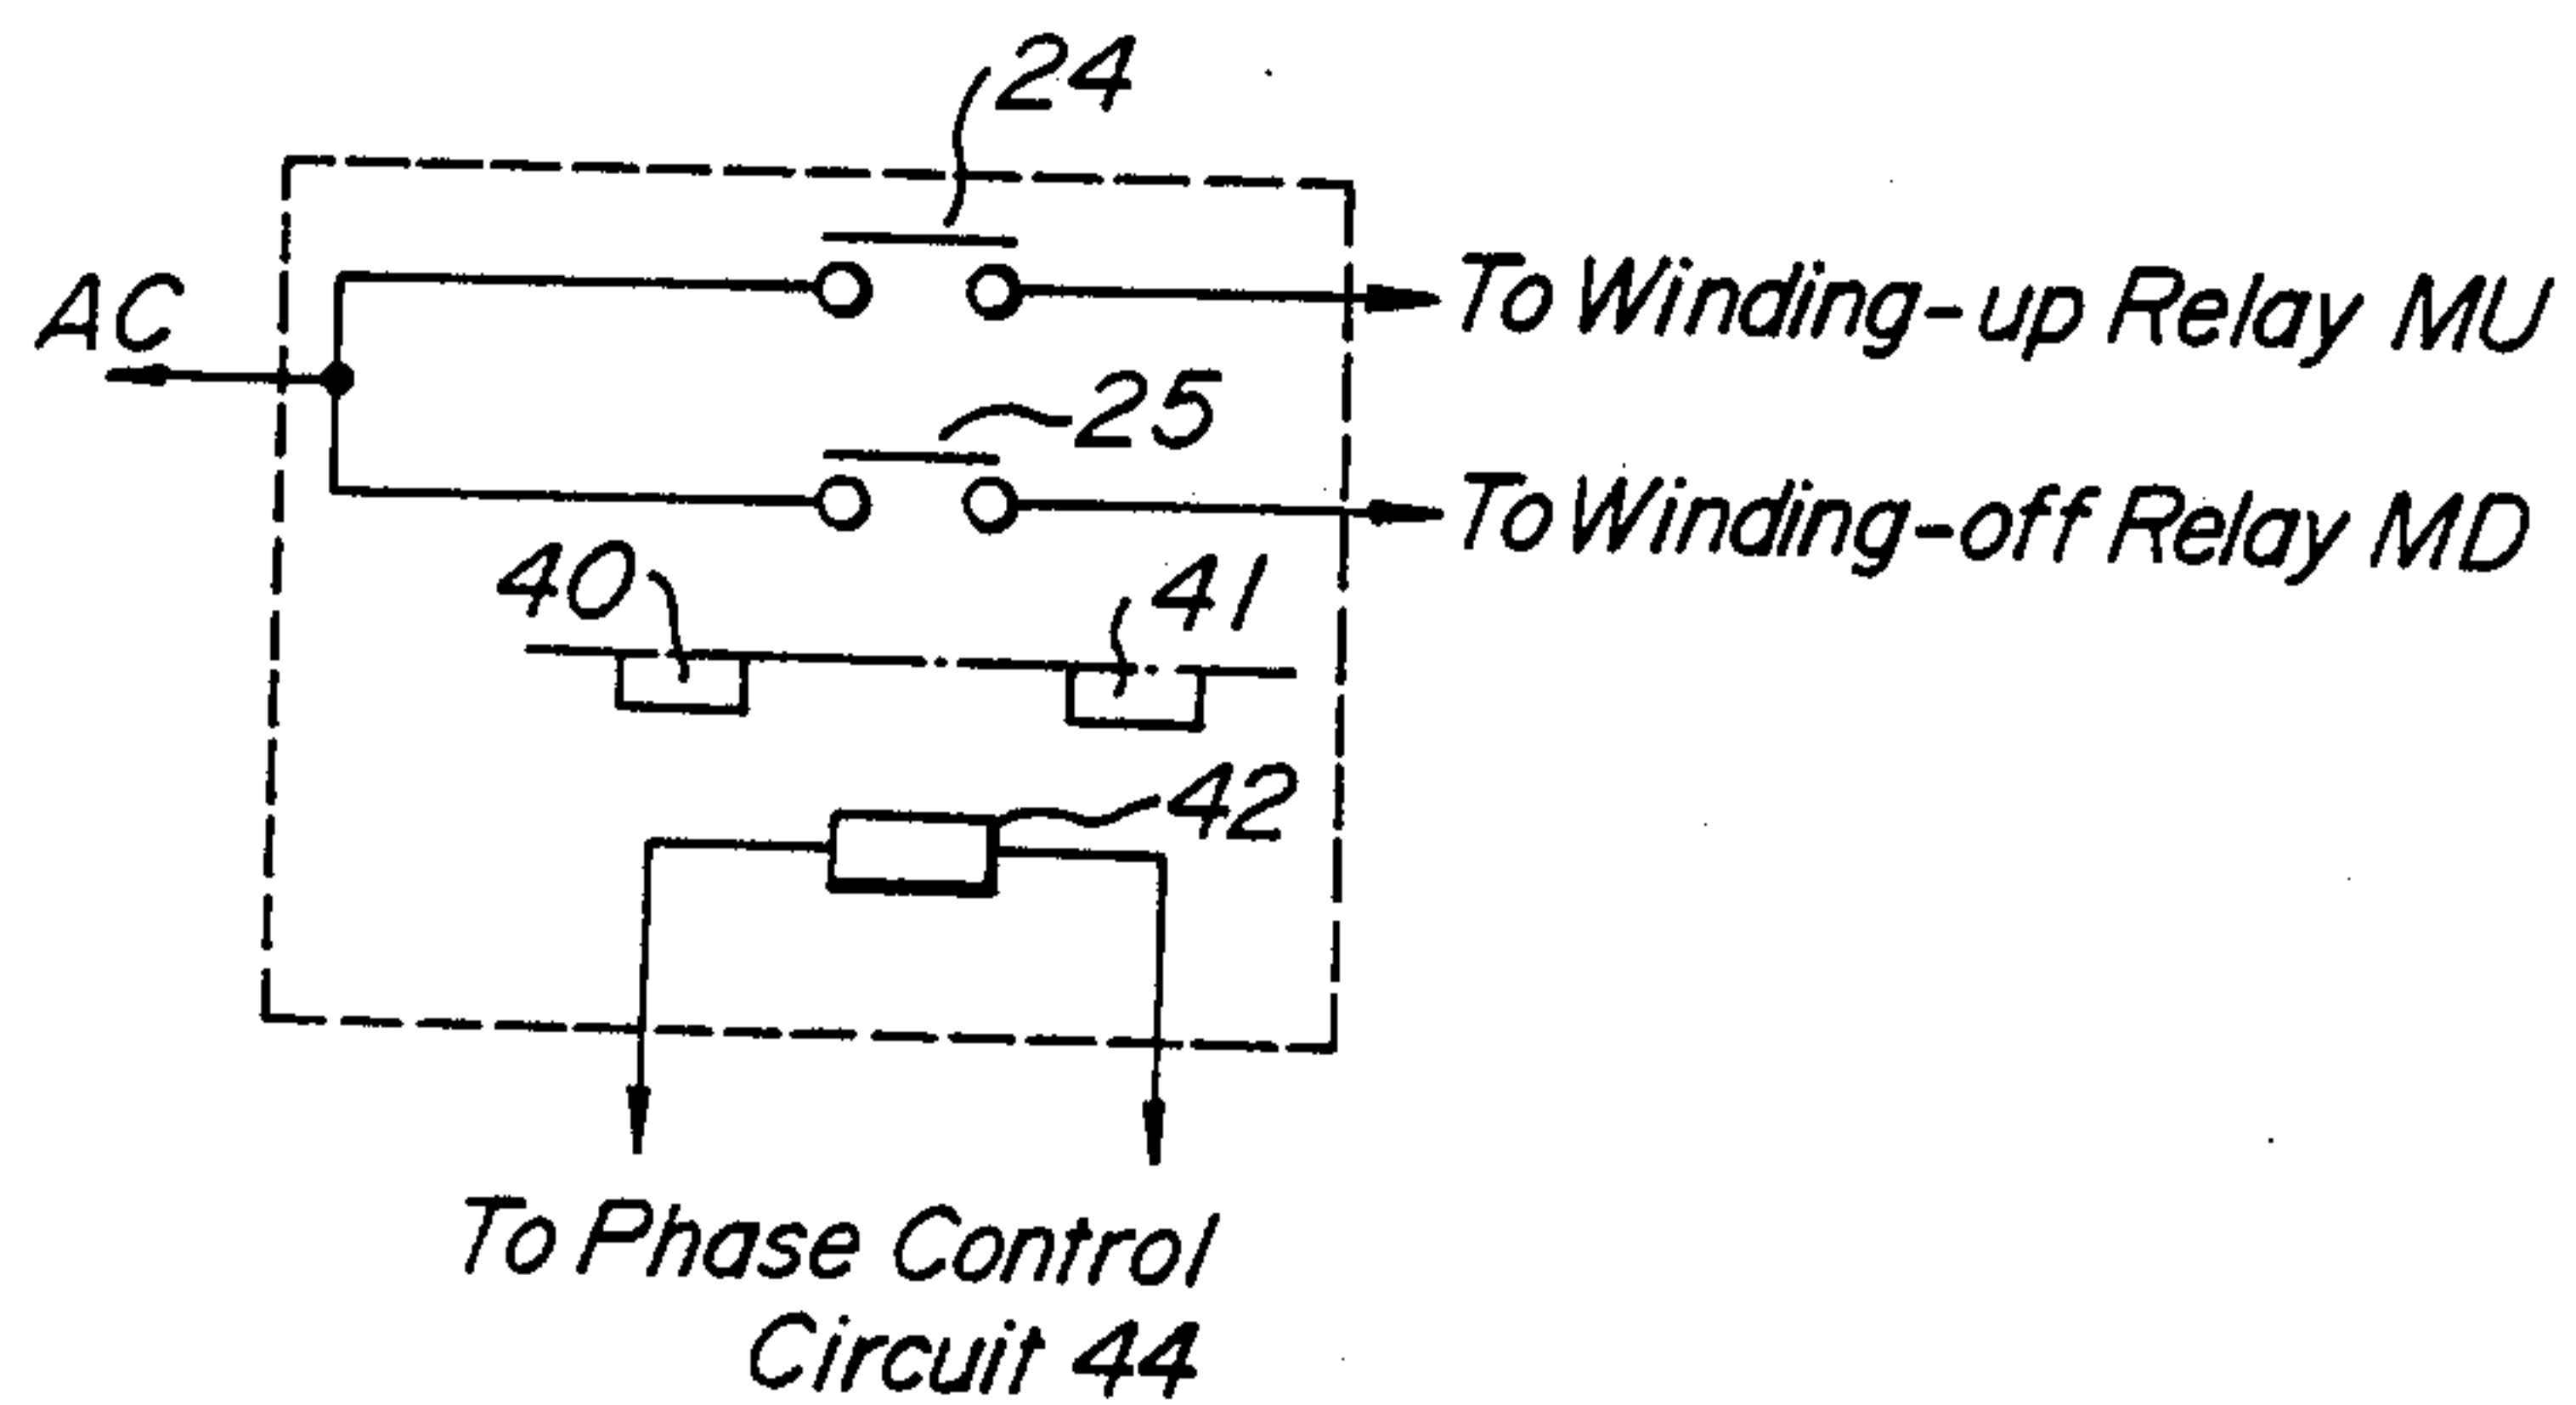 24
AC
To Winding-up Relay MU
25
To Winding-off Relay MD
40
41
42
To Phase Control
Circuit 44